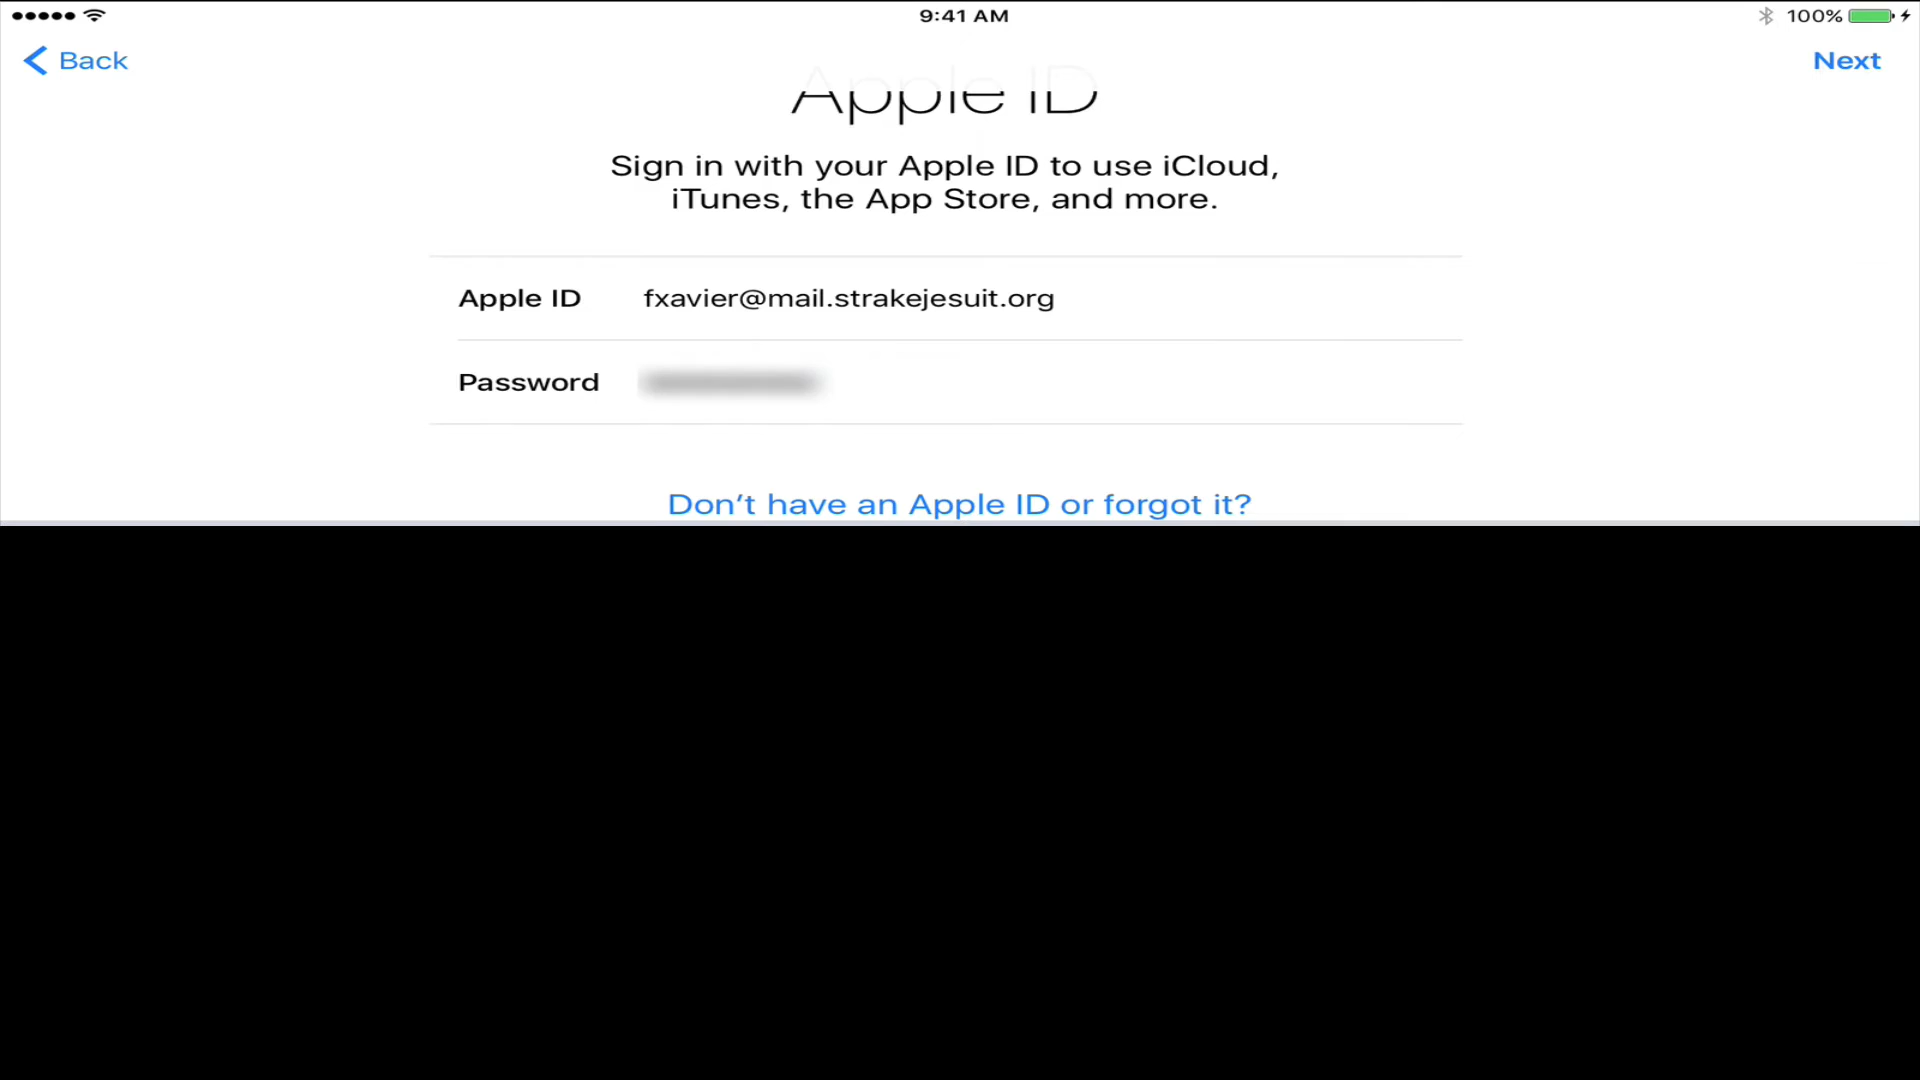 9:41 AM
100%
Back
Next
Apple ID
Sign in with your Apple ID to use iCloud,
iTunes, the App Store, and more.
Apple ID fxavier@mail.strakejesuit.org
Password
Don’t have an Apple ID or forgot it?